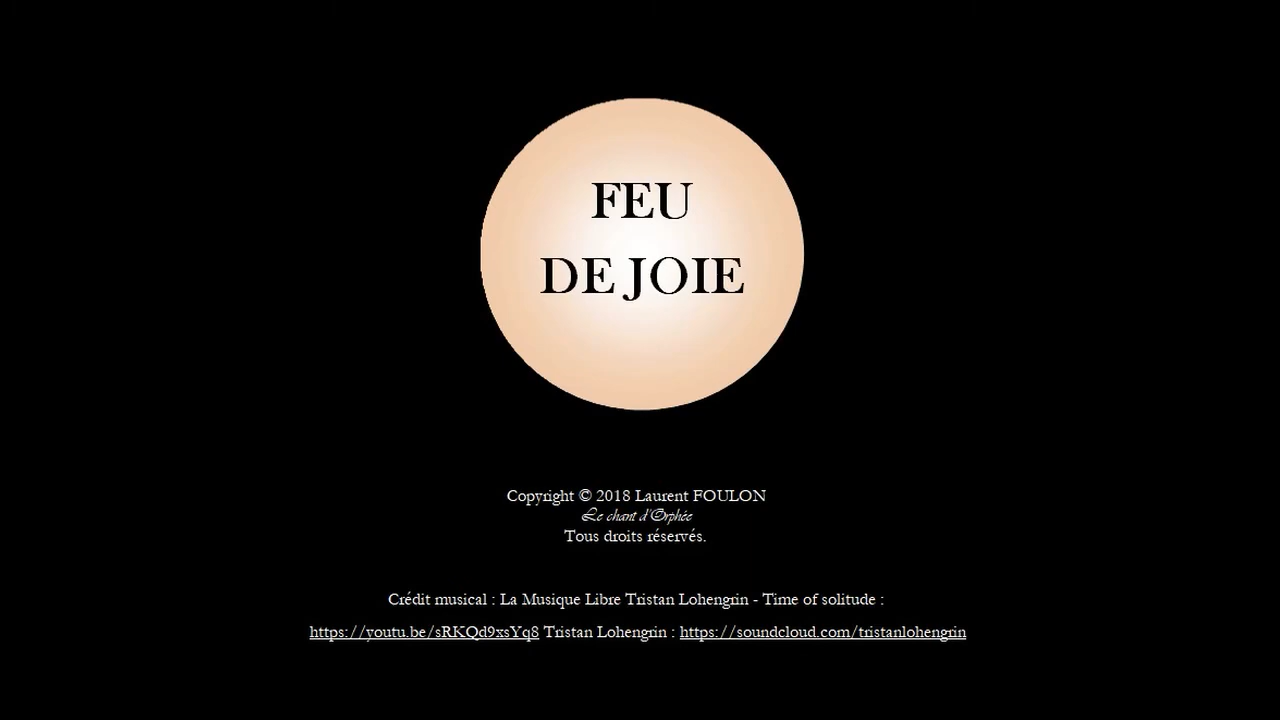 FEU
DE JOIE
Copyright © 2018 Laurent FOULON
Le chant d'Orphée
Tous droits réservés.
Crédit musical : La Musique Libre Tristan Lohengrin - Time of solitude :
https://youtu.be/sRKQd9xsYq8 Tristan Lohengrin : https://soundcloud.com/tristanlohengrin